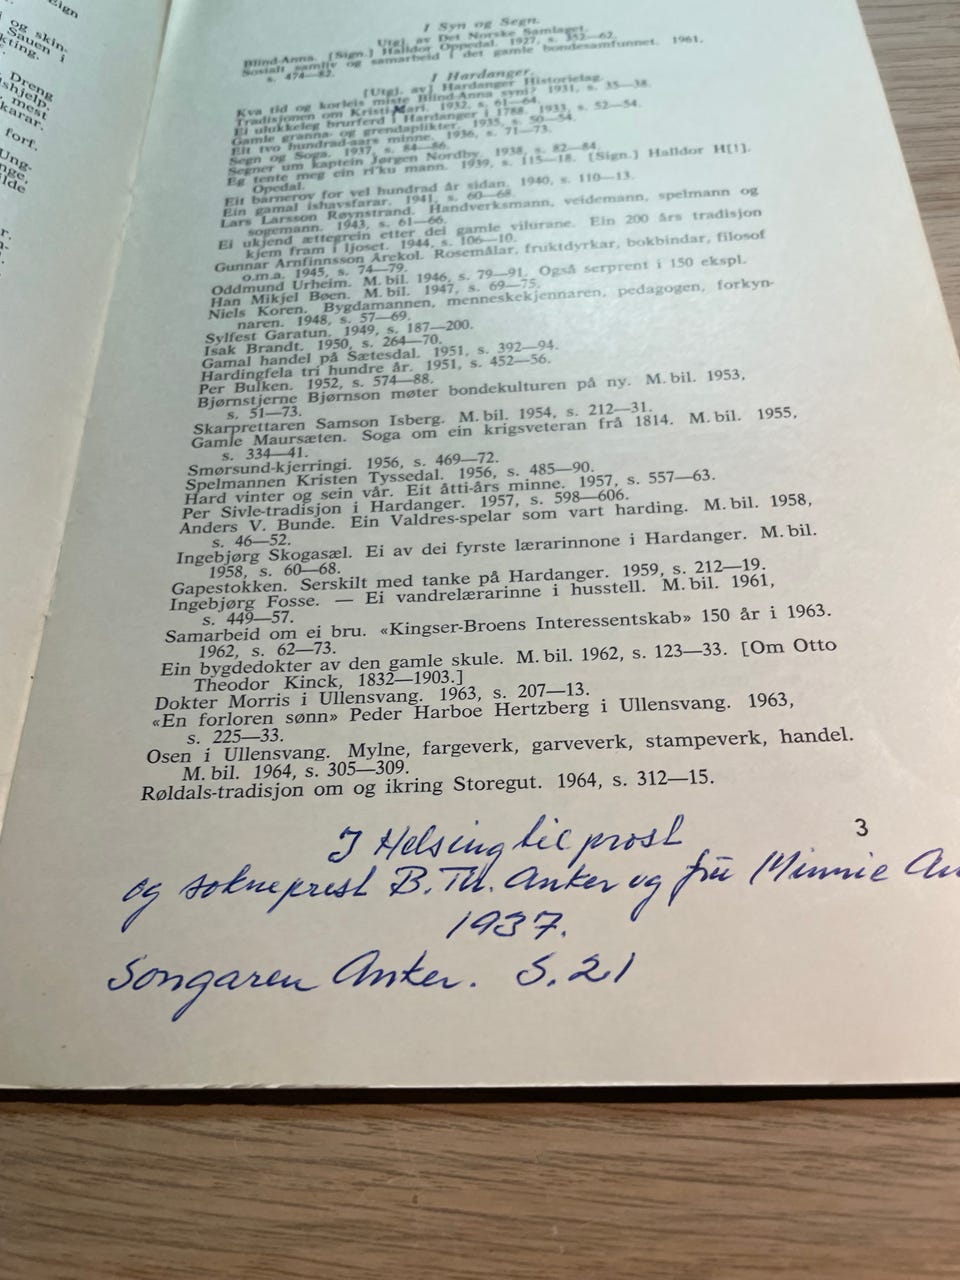 Eign
og skin-
Sauen i
kting.
Dreng
shjelp.
mest
karar.
forf.
Ung-
nge,
ilde
r.
n-
I Syn og Segn.
Utgj. av Det Norske Samlaget.
Blind-Anna. [Sign.] Halldor Oppedal. 1927, s. 352—62.
Sosialt samliv og samarbeid i det gamle bondesamfunnet. 1961,
s. 474—82.
I Hardanger.
[Utgj. av] Hardanger Historielag.
Kva tid og korleis miste Blind-Anna syni? 1931, s. 35—38.
Tradisjonen om Kristi Mari. 1932, s. 61—64.
Ei ulukkeleg brurferd i Hardanger i 1788. 1933, s. 52—54.
Gamle granna- og grendaplikter. 1935, s. 50—54.
Eit tvo hundrad-aars minne. 1936, s. 71—73.
Segn og Soga. 1937, s. 84—86.
Segner um kaptein Jørgen Nordby. 1938, s. 82—84.
Eg tente meg ein ri'ku mann. 1939, s. 115—18. [Sign.] Halldor H[!].
Opedal.
Eit barnerov for vel hundrad år sidan. 1940, s. 110—13.
Ein gamal ishavsfarar. 1941, s. 60—68.
Lars Larsson Røynstrand. Handverksmann, veidemann, spelmann og
sogemann. 1943, s. 61—66.
Ei ukjend ættegrein etter dei gamle vilurane. Ein 200 års tradisjon
kjem fram i ljoset. 1944, s. 106—10.
Gunnar Arnfinnsson Årekol. Rosemålar, fruktdyrkar, bokbindar, filosof
o.m.a. 1945, s. 74—79.
Oddmund Urheim. M. bil. 1946, s. 79—91. Også serprent i 150 ekspl.
Han Mikjel Bøen. M. bil. 1947, s. 69—75.
Niels Koren. Bygdamannen, menneskekjennaren, pedagogen, forkyn-
naren. 1948, s. 57—69.
Sylfest Garatun. 1949, s. 187—200.
Isak Brandt. 1950, s. 264—70.
Gamal handel på Sætesdal. 1951, s. 392—94.
Hardingfela tri hundre år. 1951, s. 452—56.
Per Bulken. 1952, s. 574—88.
Bjørnstjerne Bjørnson møter bondekulturen på ny. M. bil. 1953,
s. 51—73.
Skarprettaren Samson Isberg. M. bil. 1954, s. 212—31.
Gamle Maursæten. Soga om ein krigsveteran frå 1814. M. bil. 1955,
s. 334—41.
Smørsund-kjerringi. 1956, s. 469—72.
Spelmannen Kristen Tyssedal. 1956, s. 485—90.
Hard vinter og sein vår. Eit åtti-års minne. 1957, s. 557—63.
Per Sivle-tradisjon i Hardanger. 1957, s. 598—606.
Anders V. Bunde. Ein Valdres-spelar som vart harding. M. bil. 1958,
s. 46—52.
Ingebjørg Skogasæl. Ei av dei fyrste lærarinnone i Hardanger. M. bil.
1958, s. 60—68.
Gapestokken. Serskilt med tanke på Hardanger. 1959, s. 212—19.
Ingebjørg Fosse. — Ei vandrelærarinne i husstell. M. bil. 1961,
s. 449—57.
Samarbeid om ei bru. «Kingser-Broens Interessentskab» 150 år i 1963.
1962, s. 62—73.
Ein bygdedokter av den gamle skule. M. bil. 1962, s. 123—33. [Om Otto
Theodor Kinck, 1832—1903.]
Dokter Morris i Ullensvang. 1963, s. 207—13.
«En forloren sønn» Peder Harboe Hertzberg i Ullensvang. 1963,
s. 225—33.
Osen i Ullensvang. Mylne, fargeverk, garveverk, stampeverk, handel.
M. bil. 1964, s. 305—309.
Røldals-tradisjon om og ikring Storegut. 1964, s. 312—15.
3
I Helsing til prost
og sokneprest B. Th. Anker og frü Minnie An
1937.
Songaren Anker. S. 21